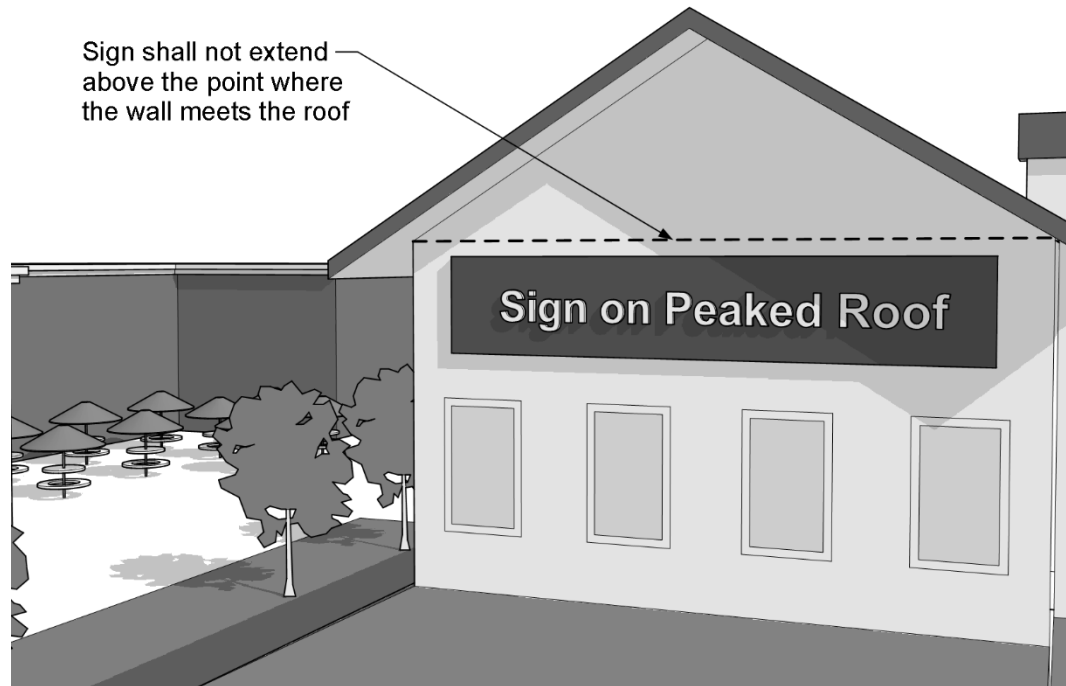 Sign shall not extend
above the point where
the wall meets the roof
Sign on Peaked Roof